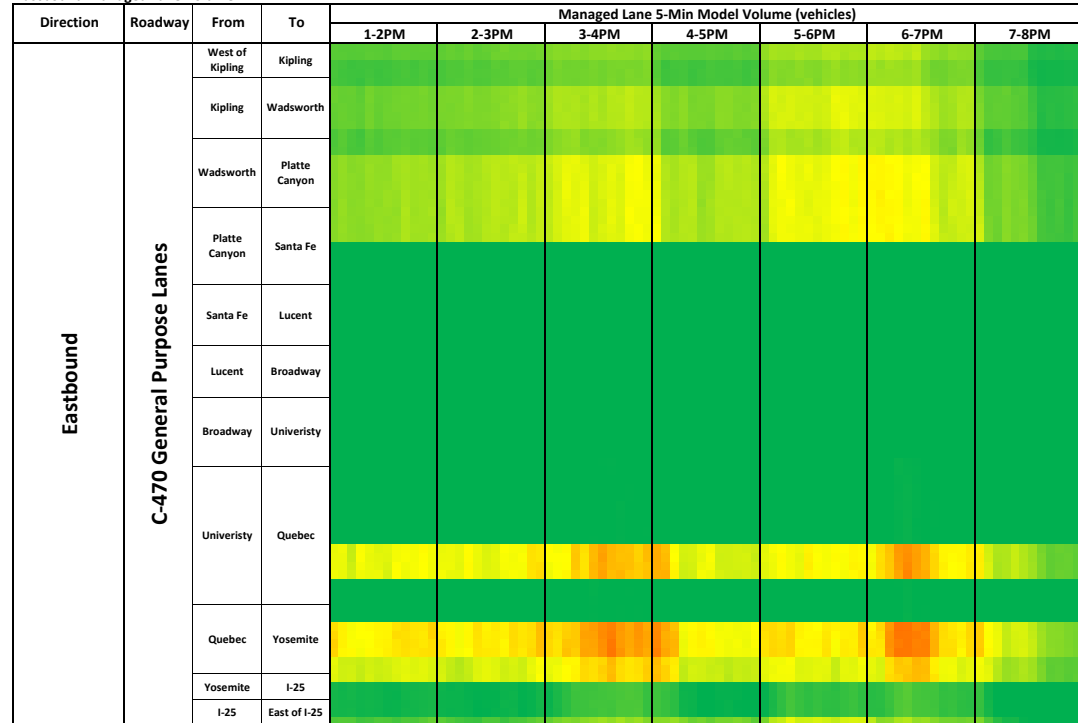 Direction Roadway From To Managed Lane 5-Min Model Volume (vehicles)
1-2PM 2-3PM 3-4PM 4-5PM 5-6PM 6-7PM 7-8PM
Eastbound
C-470 General Purpose Lanes
West of Kipling Kipling
Kipling Wadsworth
Wadsworth Platte Canyon
Platte Canyon Santa Fe
Santa Fe Lucent
Lucent Broadway
Broadway Univeristy
Univeristy Quebec
Quebec Yosemite
Yosemite I-25
I-25 East of I-25